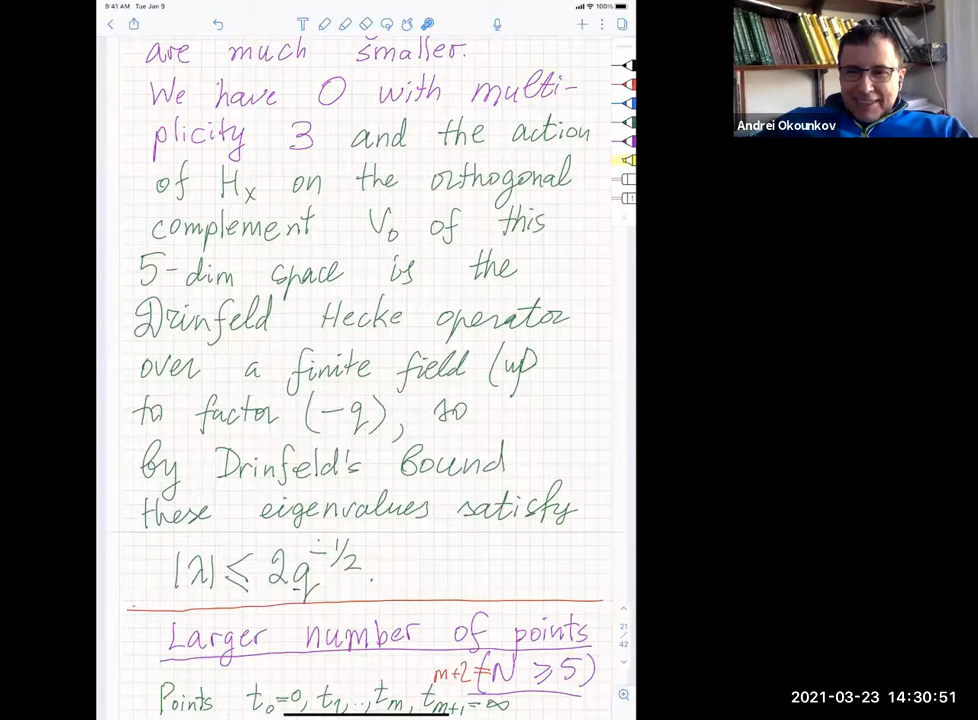 9:41 AM Tue Jan 9
100%
are much smaller.
We have 0 with multi-
plicity 3 and the action
of Hx on the orthogonal
complement V0 of this
5-dim space is the
Drinfeld Hecke operator
over a finite field (up
to factor (-q), so
by Drinfeld's Bound
these eigenvalues satisfy
|λ| ≤ 2q^-1/2.
Larger number of points
m+2=(N ≥ 5)
Points t0=0, t1,..,tm, tm+1=∞
21
42
Andrei Okounkov
2021-03-23 14:30:51